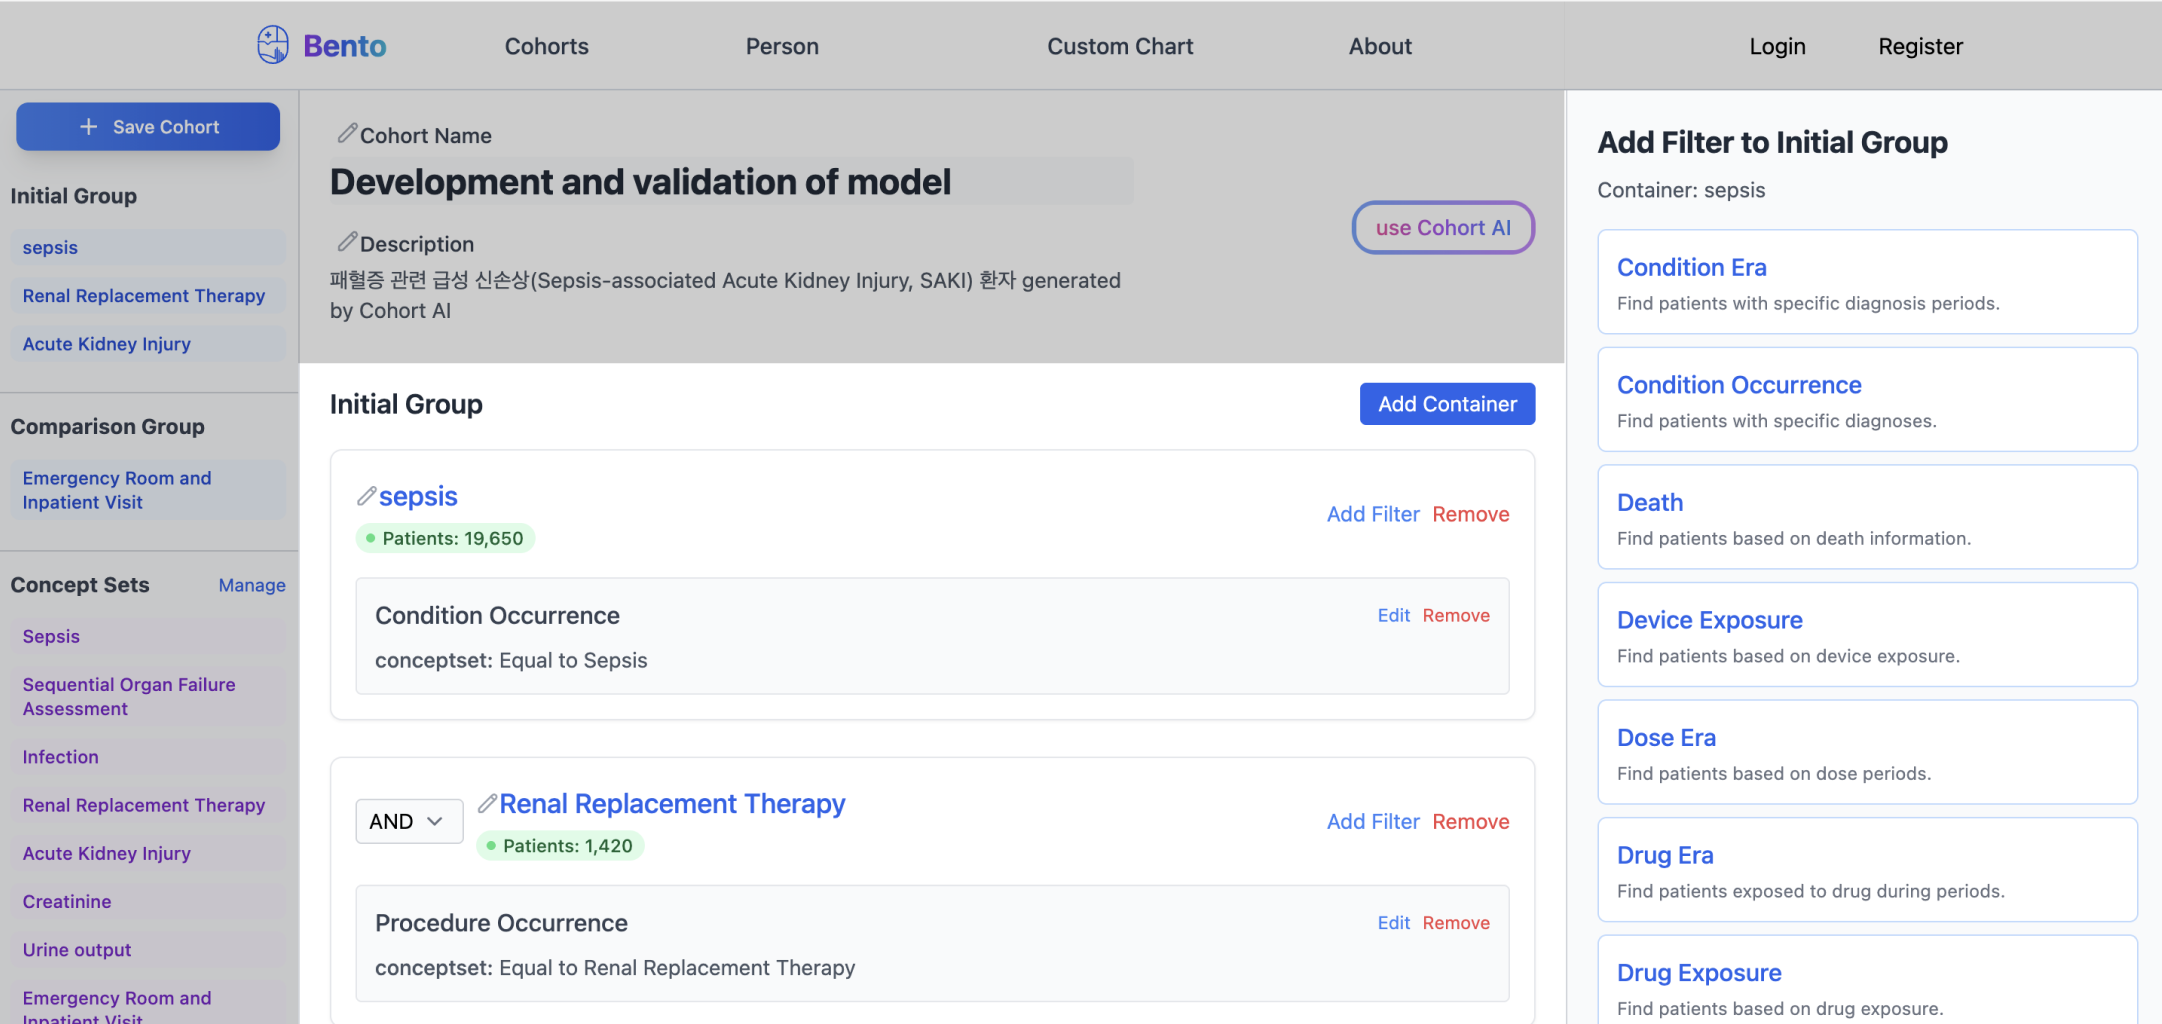 Bento
Cohorts
Person
Custom Chart
About
Login
Register
+ Save Cohort
Initial Group
sepsis
Renal Replacement Therapy
Acute Kidney Injury
Comparison Group
Emergency Room and
Inpatient Visit
Concept Sets
Manage
Sepsis
Sequential Organ Failure
Assessment
Infection
Renal Replacement Therapy
Acute Kidney Injury
Creatinine
Urine output
Emergency Room and
Inpatient Visit
Cohort Name
Development and validation of model
Description
패혈증 관련 급성 신손상(Sepsis-associated Acute Kidney Injury, SAKI) 환자 generated
by Cohort AI
use Cohort AI
Initial Group
Add Container
sepsis
Patients: 19,650
Add Filter Remove
Condition Occurrence
Edit Remove
conceptset: Equal to Sepsis
AND
Renal Replacement Therapy
Patients: 1,420
Add Filter Remove
Procedure Occurrence
Edit Remove
conceptset: Equal to Renal Replacement Therapy
Add Filter to Initial Group
Container: sepsis
Condition Era
Find patients with specific diagnosis periods.
Condition Occurrence
Find patients with specific diagnoses.
Death
Find patients based on death information.
Device Exposure
Find patients based on device exposure.
Dose Era
Find patients based on dose periods.
Drug Era
Find patients exposed to drug during periods.
Drug Exposure
Find patients based on drug exposure.